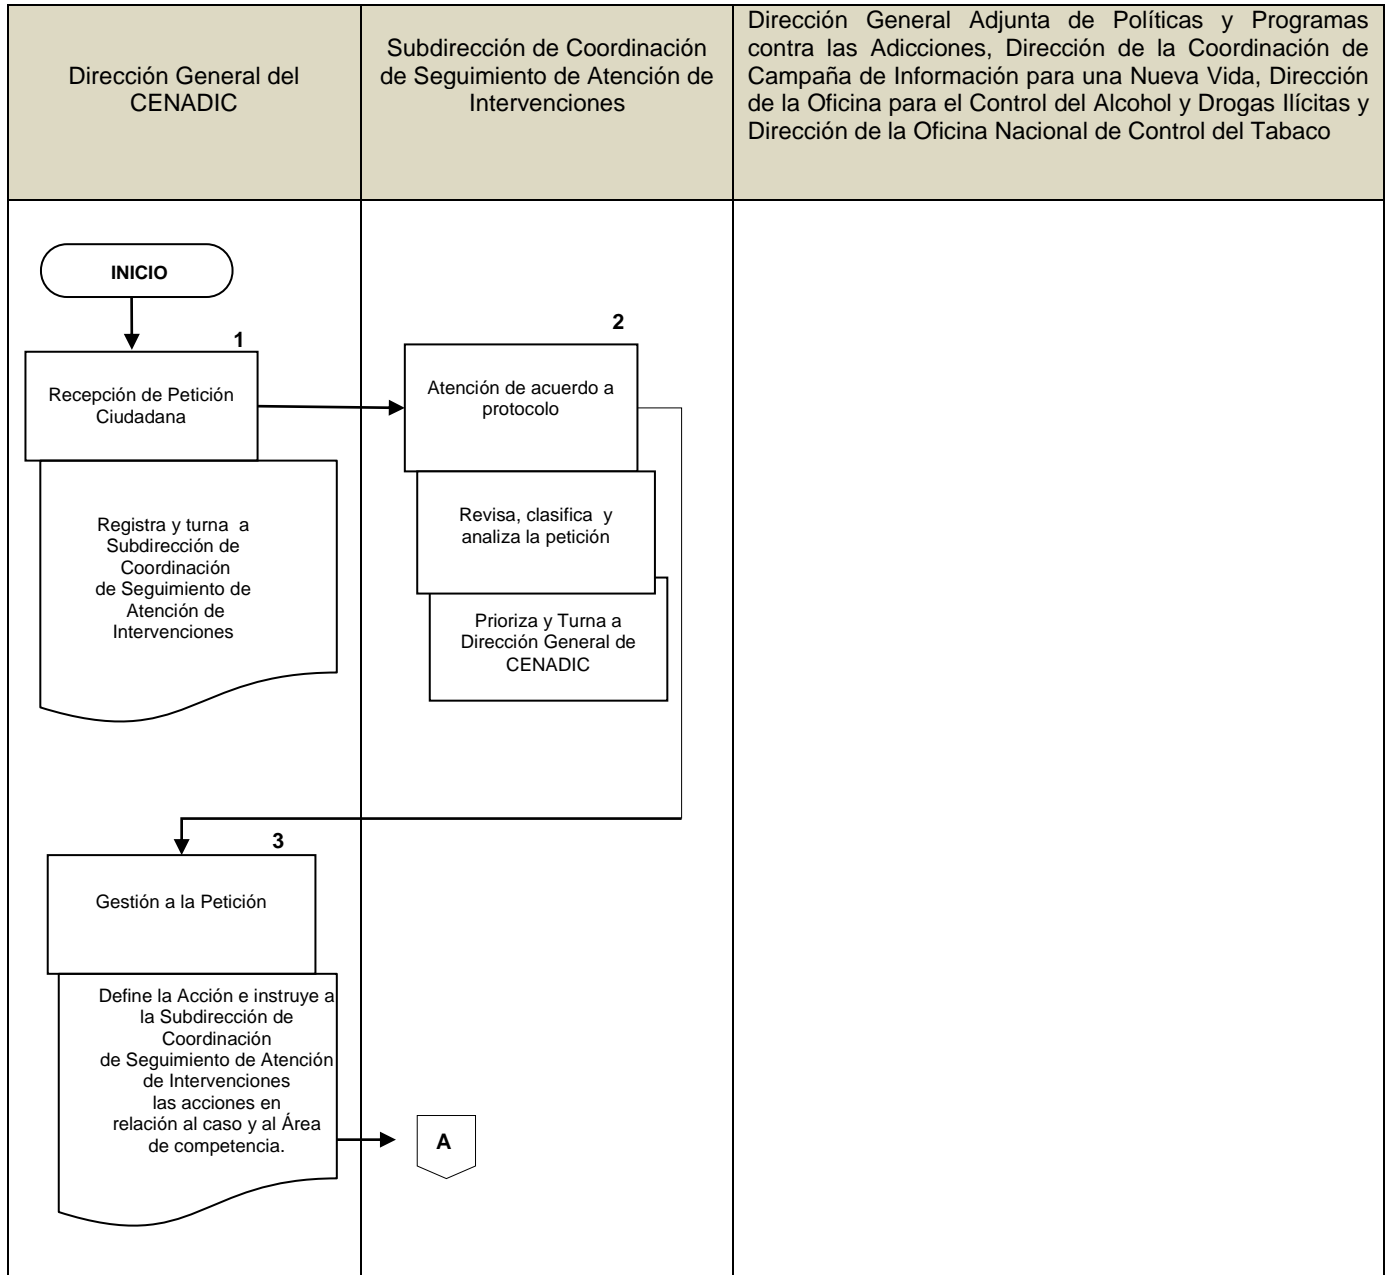 Dirección General del
CENADIC
Subdirección de Coordinación
de Seguimiento de Atención de
Intervenciones
Dirección General Adjunta de Políticas y Programas
contra las Adicciones, Dirección de la Coordinación de
Campaña de Información para una Nueva Vida, Dirección
de la Oficina para el Control del Alcohol y Drogas Ilícitas y
Dirección de la Oficina Nacional de Control del Tabaco
INICIO
1
Recepción de Petición
Ciudadana
Registra y turna a
Subdirección de
Coordinación
de Seguimiento de
Atención de
Intervenciones
2
Atención de acuerdo a
protocolo
Revisa, clasifica y
analiza la petición
Prioriza y Turna a
Dirección General de
CENADIC
3
Gestión a la Petición
Define la Acción e instruye a
la Subdirección de
Coordinación
de Seguimiento de Atención
de Intervenciones
las acciones en
relación al caso y al Área
de competencia.
A